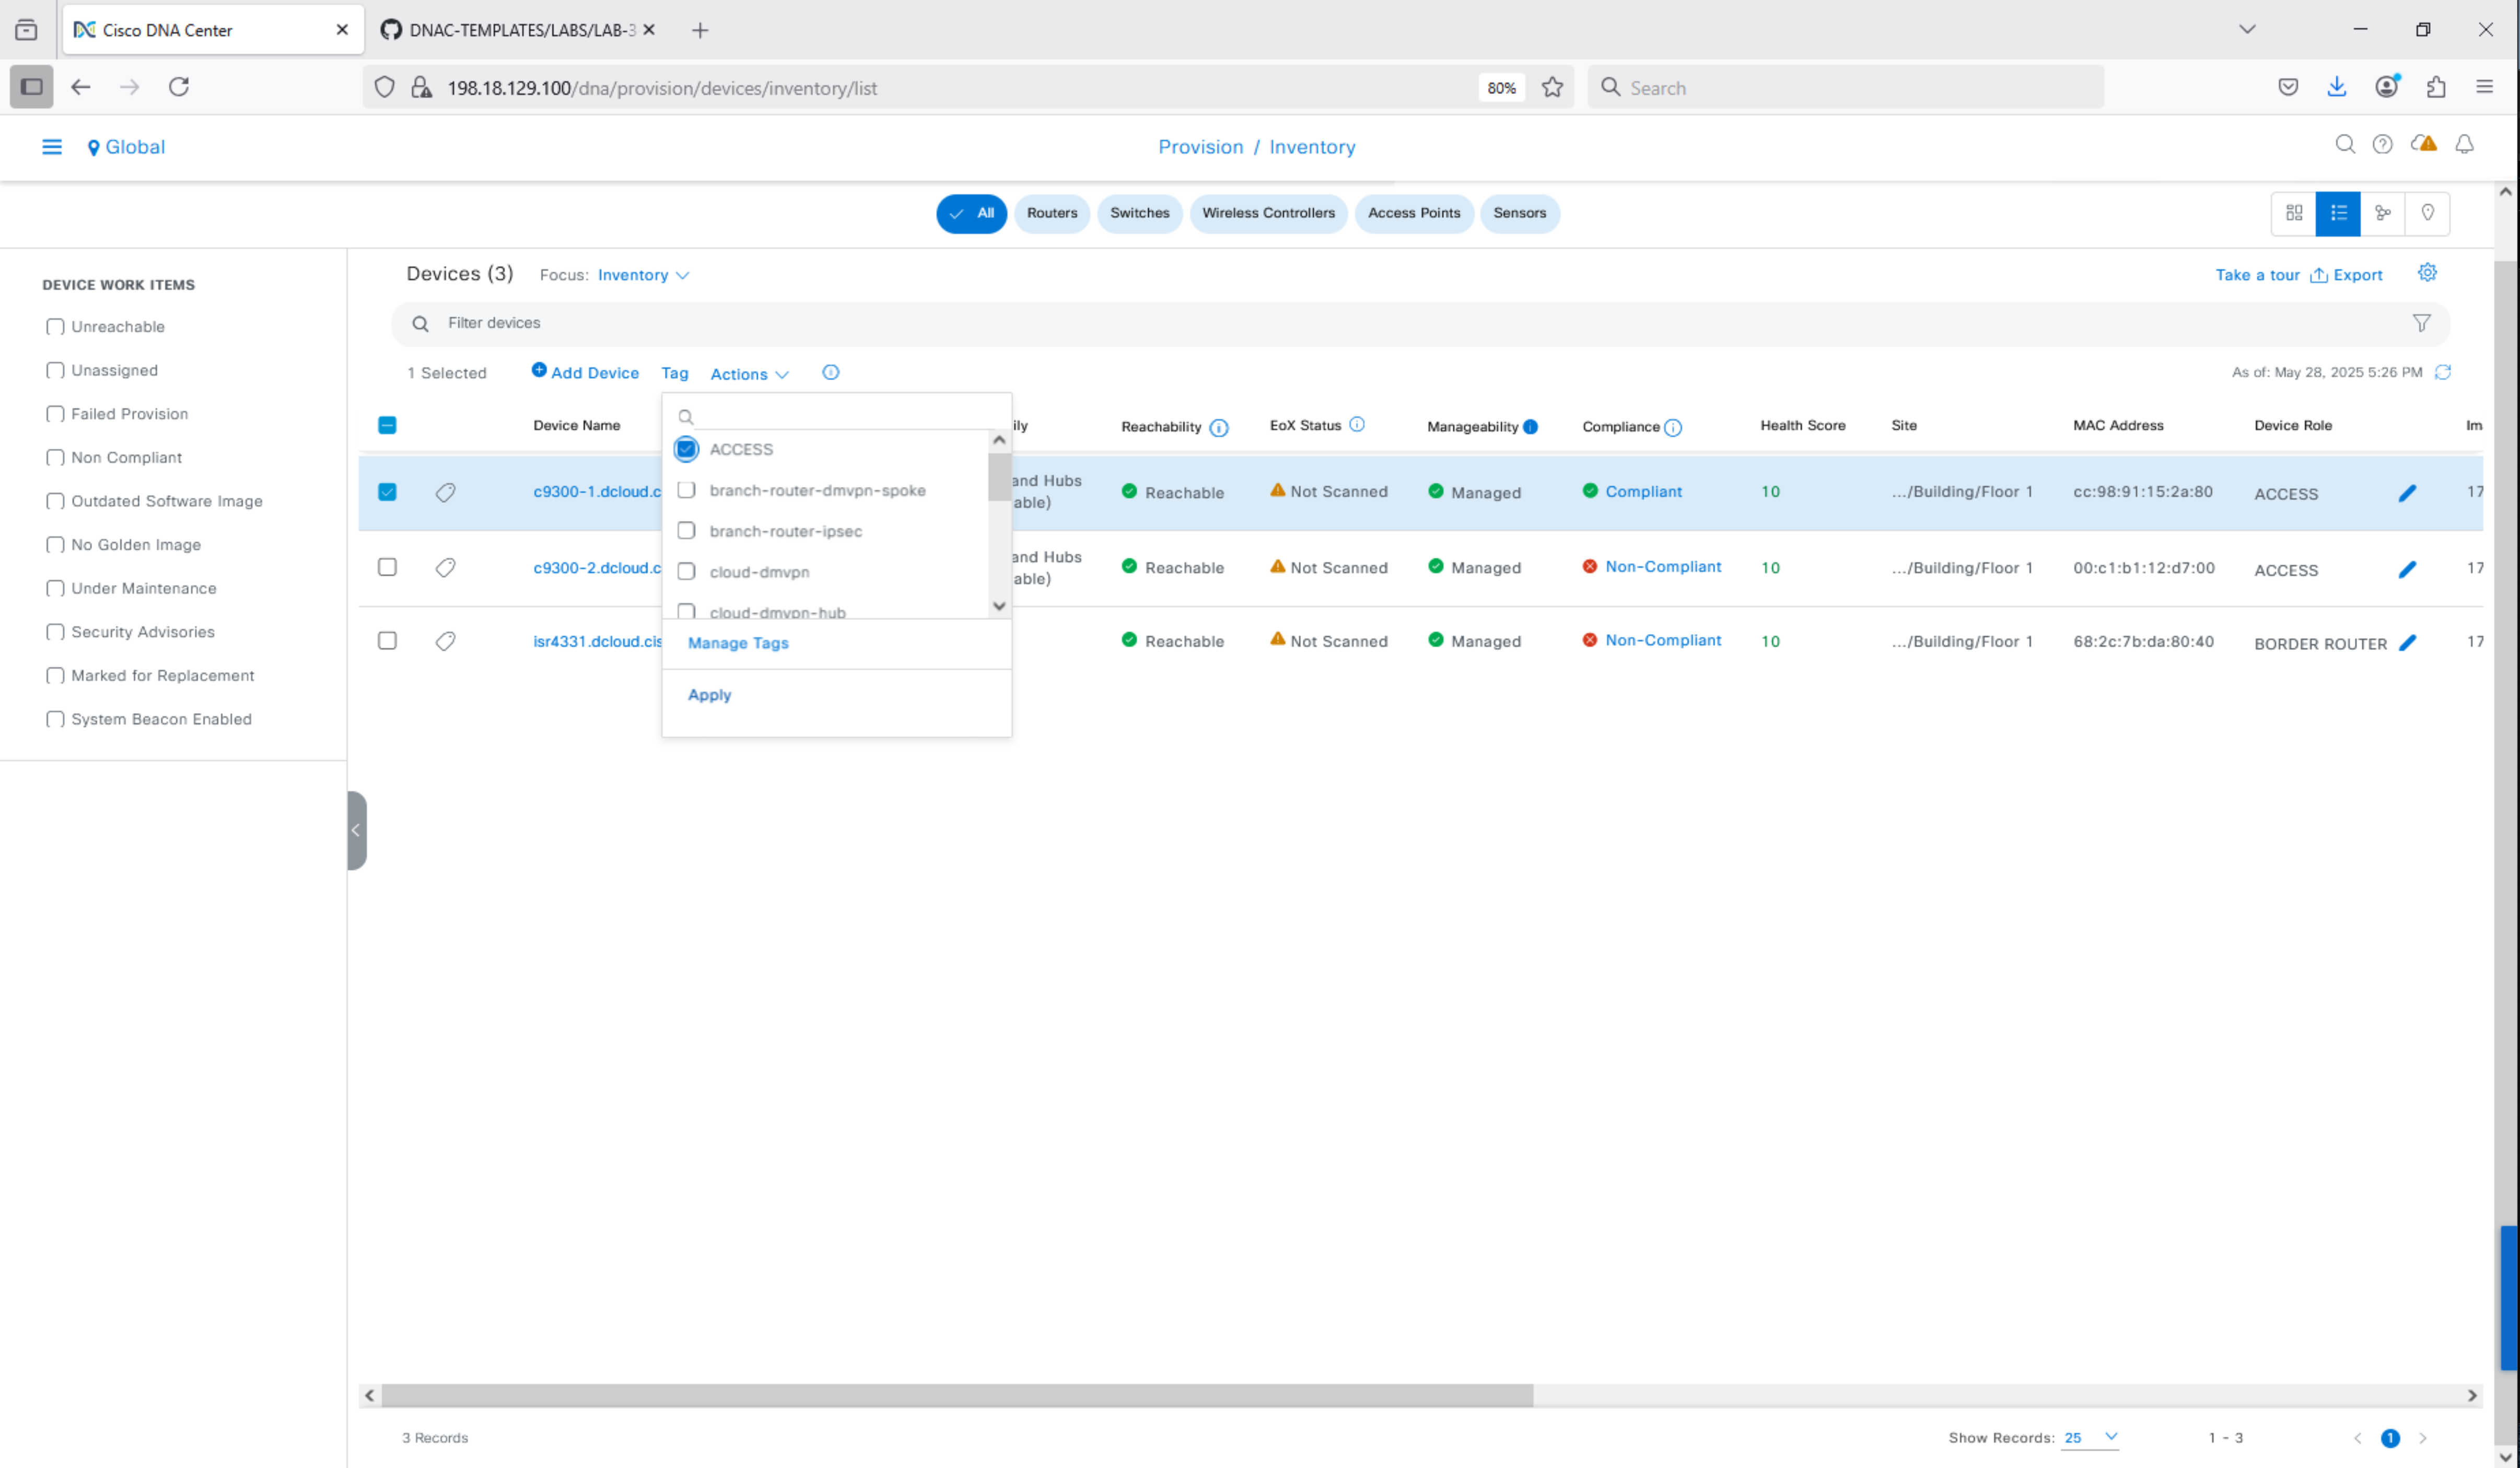 Cisco DNA Center
DNAC-TEMPLATES/LABS/LAB-3
198.18.129.100/dna/provision/devices/inventory/list
80%
Search
Global
Provision / Inventory
All
Routers
Switches
Wireless Controllers
Access Points
Sensors
DEVICE WORK ITEMS
Unreachable
Unassigned
Failed Provision
Non Compliant
Outdated Software Image
No Golden Image
Under Maintenance
Security Advisories
Marked for Replacement
System Beacon Enabled
Devices (3) Focus: Inventory
Take a tour Export
Filter devices
1 Selected Add Device Tag Actions
As of: May 28, 2025 5:26 PM
Device Name ily Reachability EoX Status Manageability Compliance Health Score Site MAC Address Device Role Im
c9300-1.dcloud.c and Hubs able) Reachable Not Scanned Managed Compliant 10 .../Building/Floor 1 cc:98:91:15:2a:80 ACCESS 17
c9300-2.dcloud.c and Hubs able) Reachable Not Scanned Managed Non-Compliant 10 .../Building/Floor 1 00:c1:b1:12:d7:00 ACCESS 17
isr4331.dcloud.cis Reachable Not Scanned Managed Non-Compliant 10 .../Building/Floor 1 68:2c:7b:da:80:40 BORDER ROUTER 17
ACCESS
branch-router-dmvpn-spoke
branch-router-ipsec
cloud-dmvpn
cloud-dmvpn-hub
Manage Tags
Apply
3 Records
Show Records: 25 1 - 3 1